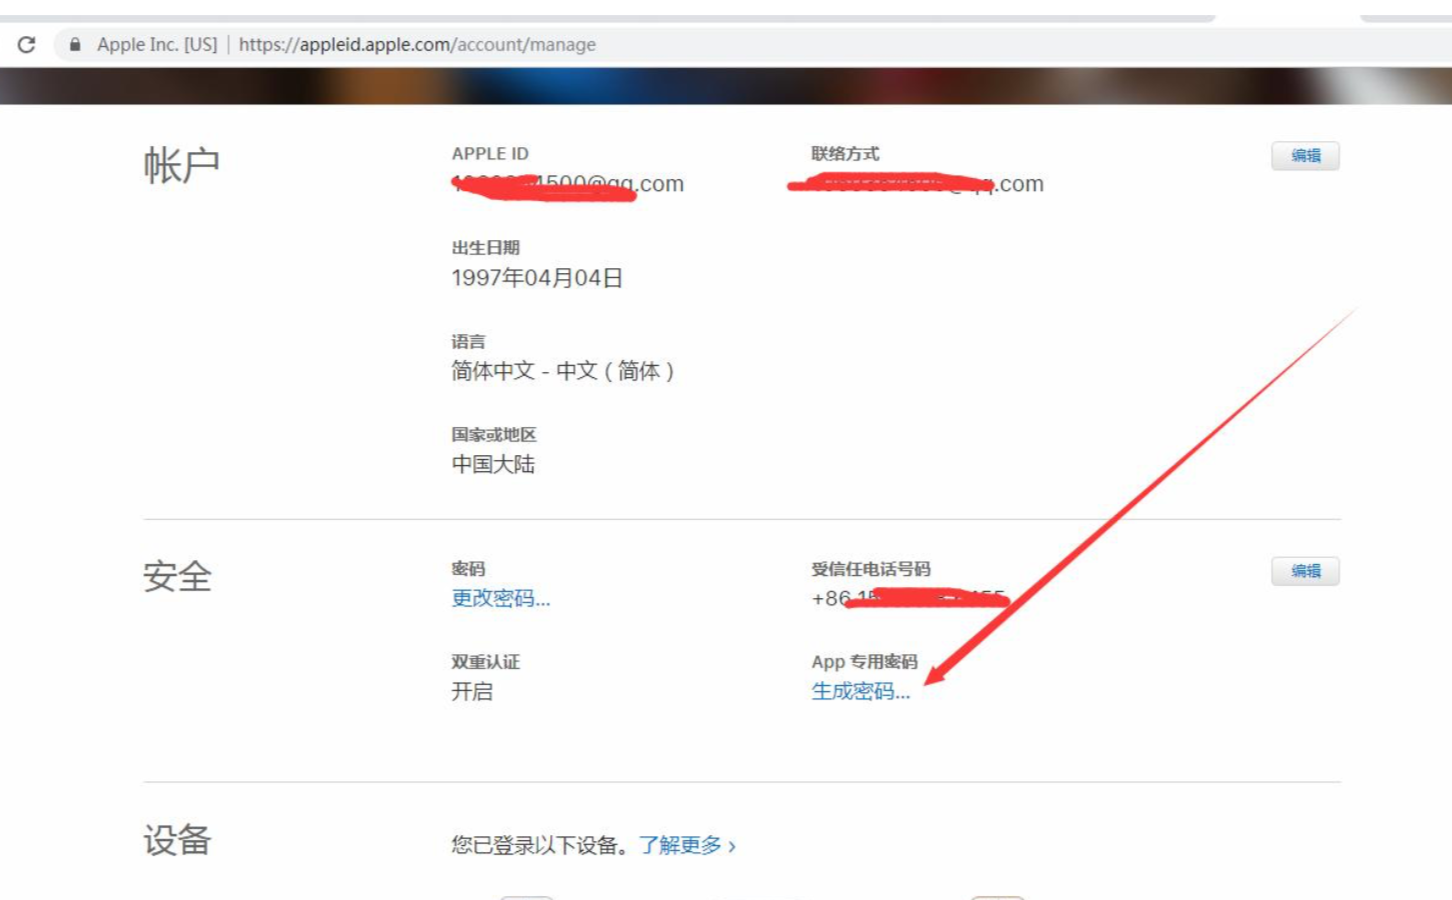 Apple Inc. [US] | https://appleid.apple.com/account/manage
帐户
APPLE ID
联络方式
编辑
4500@qq.com
.com
出生日期
1997年04月04日
语言
简体中文 - 中文 ( 简体 )
国家或地区
中国大陆
安全
密码
受信任电话号码
编辑
更改密码...
+86
双重认证
App 专用密码
开启
生成密码...
设备
您已登录以下设备。了解更多 ›